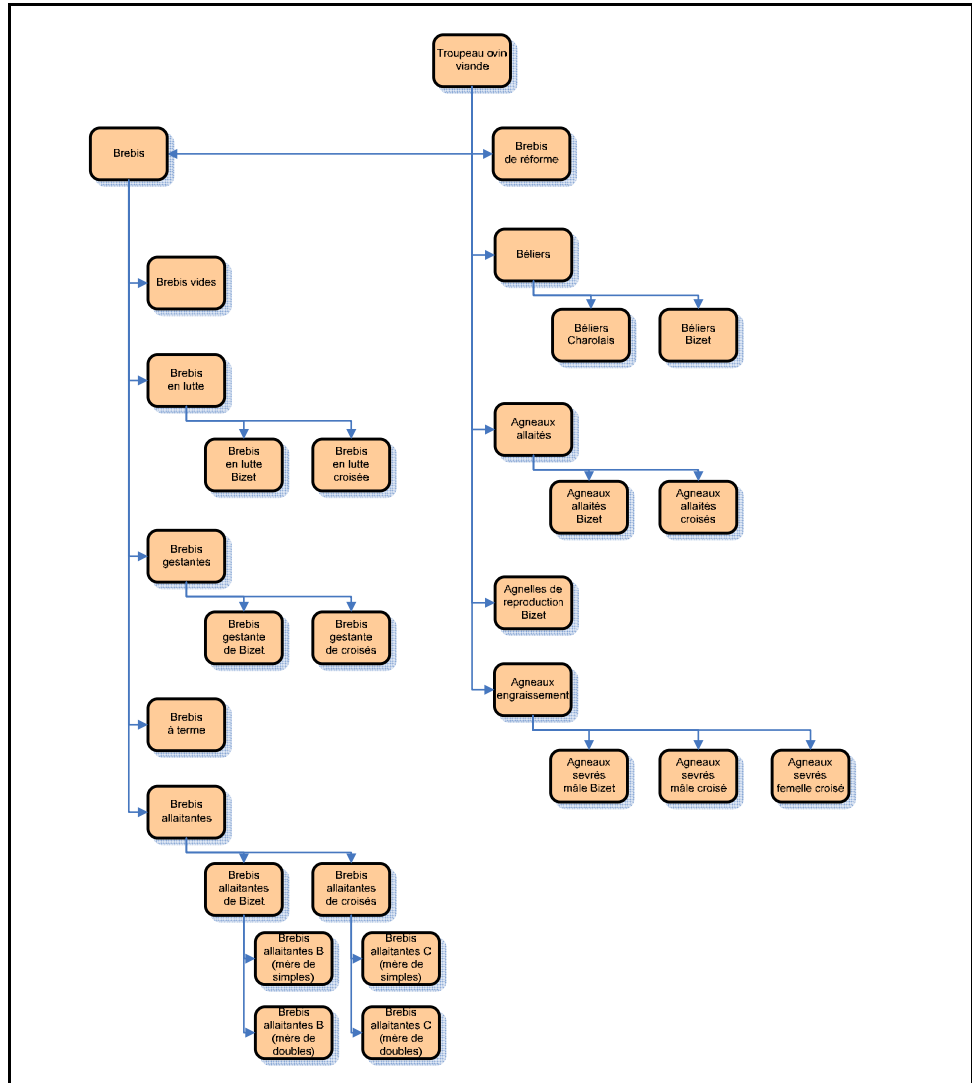 Troupeau ovin
viande
Brebis
Brebis
de réforme
Béliers
Brebis vides
Béliers
Charolais
Béliers
Bizet
Brebis
en lutte
Agneaux
allaités
Brebis
en lutte
Bizet
Brebis
en lutte
croisée
Agneaux
allaités
Bizet
Agneaux
allaités
croisés
Brebis
gestantes
Agnelles de
reproduction
Bizet
Brebis
gestante
de Bizet
Brebis
gestante
de croisés
Agneaux
engraissement
Brebis
à terme
Agneaux
sevrés
mâle Bizet
Agneaux
sevrés
mâle croisé
Agneaux
sevrés
femelle croisé
Brebis
allaitantes
Brebis
allaitantes
de Bizet
Brebis
allaitantes
de croisés
Brebis
allaitantes B
(mère de
simples)
Brebis
allaitantes C
(mère de
simples)
Brebis
allaitantes B
(mère de
doubles)
Brebis
allaitantes C
(mère de
doubles)